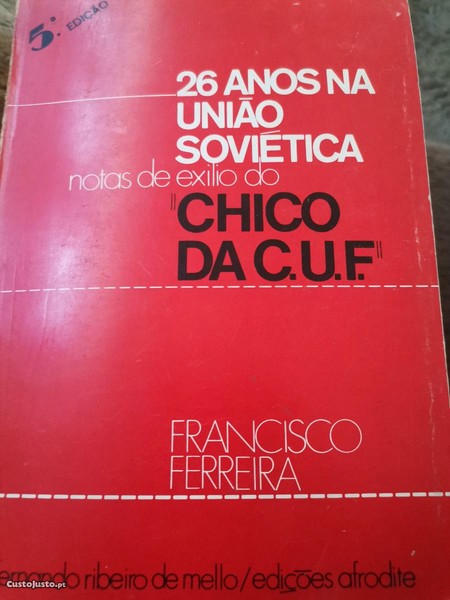 5.ª EDIÇÃO
26 ANOS NA
UNIÃO
SOVIÉTICA
notas de exílio do
"CHICO
DA C.U.F."
FRANCISCO
FERREIRA
fernando ribeiro de mello/edições afrodite
CustoJusto.pt